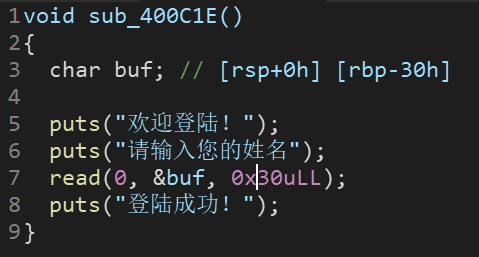 1void sub_400C1E()
2{
3  char buf; // [rsp+0h] [rbp-30h]
4
5  puts("欢迎登陆！");
6  puts("请输入您的姓名");
7  read(0, &buf, 0x30uLL);
8  puts("登陆成功！");
9}